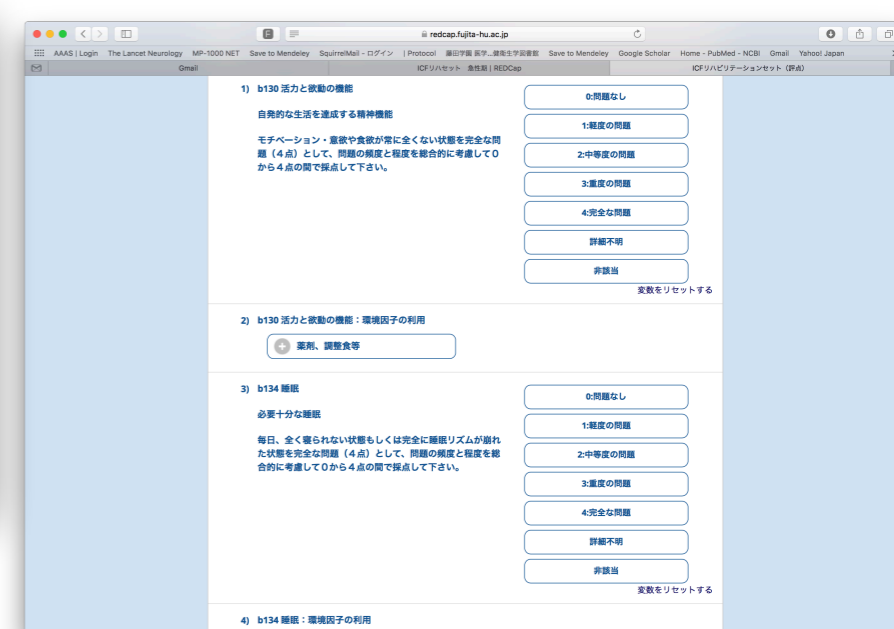 redcap.fujita-hu.ac.jp
AAAS | Login The Lancet Neurology MP-1000 NET Save to Mendeley SquirrelMail - ログイン | Protocol 藤田学園 医学...健衛生学図書館 Save to Mendeley Google Scholar Home - PubMed - NCBI Gmail Yahoo! Japan
Gmail ICFリハセット 急性期 | REDCap ICFリハビリテーションセット（評点）
1) b130 活力と欲動の機能
自発的な生活を達成する精神機能
モチベーション・意欲や食欲が常に全くない状態を完全な問
題（４点）として、問題の頻度と程度を総合的に考慮して０
から４点の間で採点して下さい。
0:問題なし
1:軽度の問題
2:中等度の問題
3:重度の問題
4:完全な問題
詳細不明
非該当
変数をリセットする
2) b130 活力と欲動の機能：環境因子の利用
薬剤、調整食等
3) b134 睡眠
必要十分な睡眠
毎日、全く寝られない状態もしくは完全に睡眠リズムが崩れ
た状態を完全な問題（４点）として、問題の頻度と程度を総
合的に考慮して０から４点の間で採点して下さい。
0:問題なし
1:軽度の問題
2:中等度の問題
3:重度の問題
4:完全な問題
詳細不明
非該当
変数をリセットする
4) b134 睡眠：環境因子の利用